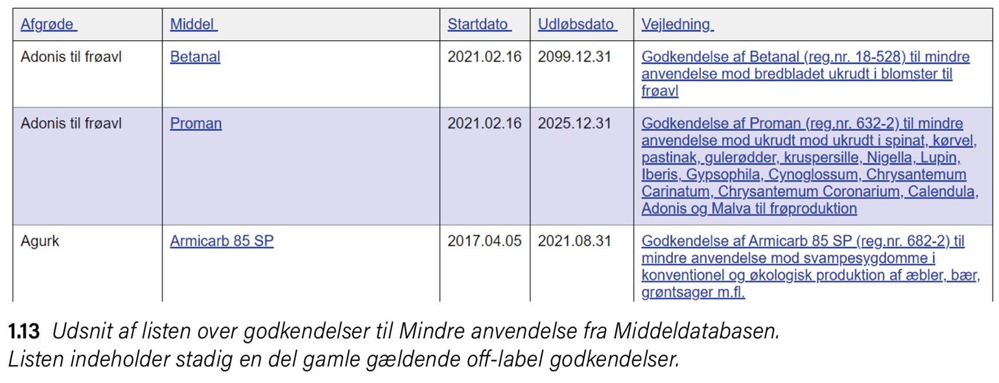 Afgrøde Middel Startdato Udløbsdato Vejledning
Adonis til frøavl Betanal 2021.02.16 2099.12.31 Godkendelse af Betanal (reg.nr. 18-528) til mindre
anvendelse mod bredbladet ukrudt i blomster til
frøavl
Adonis til frøavl Proman 2021.02.16 2025.12.31 Godkendelse af Proman (reg.nr. 632-2) til mindre
anvendelse mod ukrudt mod ukrudt i spinat, kørvel,
pastinak, gulerødder, kruspersille, Nigella, Lupin,
Iberis, Gypsophila, Cynoglossum, Chrysantemum
Carinatum, Chrysantemum Coronarium, Calendula,
Adonis og Malva til frøproduktion
Agurk Armicarb 85 SP 2017.04.05 2021.08.31 Godkendelse af Armicarb 85 SP (reg.nr. 682-2) til
mindre anvendelse mod svampesygdomme i
konventionel og økologisk produktion af æbler, bær,
grøntsager m.fl.
1.13 Udsnit af listen over godkendelser til Mindre anvendelse fra Middeldatabasen.
Listen indeholder stadig en del gamle gældende off-label godkendelser.